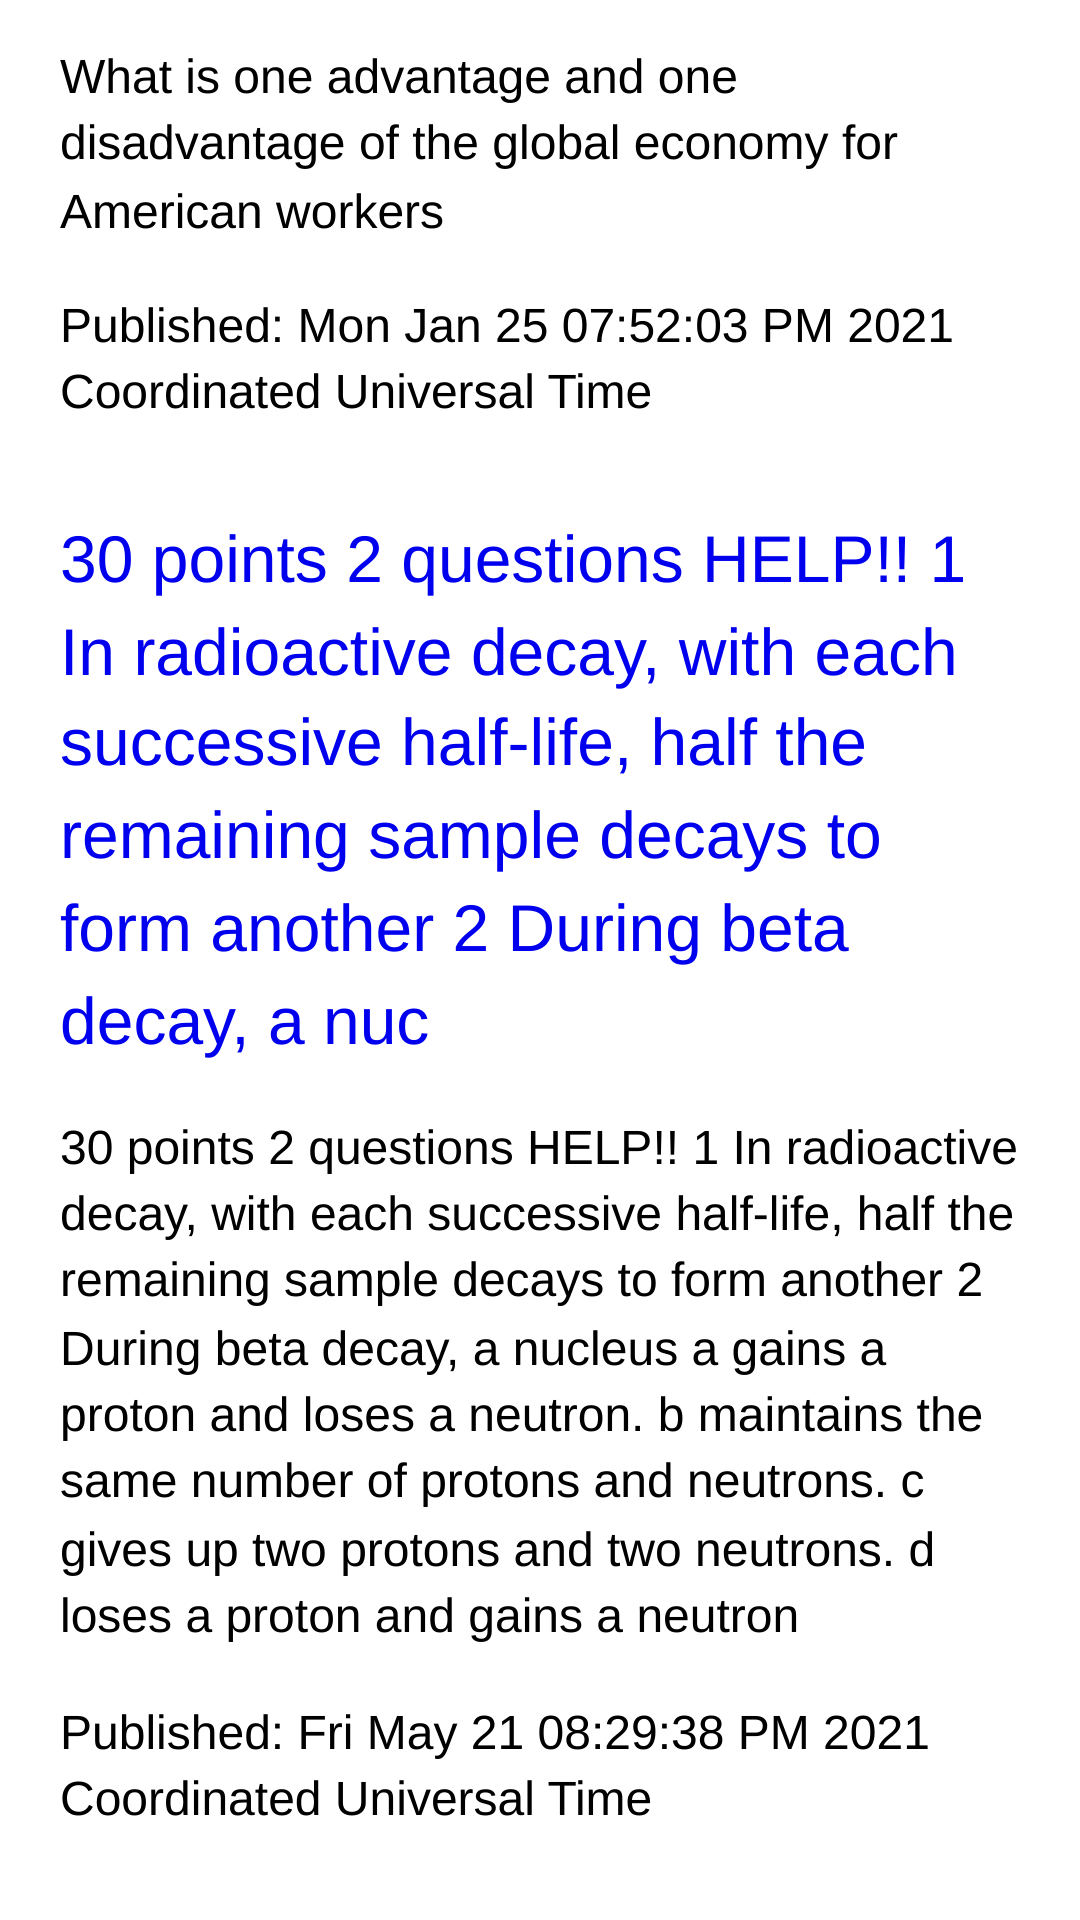 What is one advantage and one
disadvantage of the global economy for
American workers
Published: Mon Jan 25 07:52:03 PM 2021
Coordinated Universal Time
30 points 2 questions HELP!! 1
In radioactive decay, with each
successive half-life, half the
remaining sample decays to
form another 2 During beta
decay, a nuc
30 points 2 questions HELP!! 1 In radioactive
decay, with each successive half-life, half the
remaining sample decays to form another 2
During beta decay, a nucleus a gains a
proton and loses a neutron. b maintains the
same number of protons and neutrons. c
gives up two protons and two neutrons. d
loses a proton and gains a neutron
Published: Fri May 21 08:29:38 PM 2021
Coordinated Universal Time